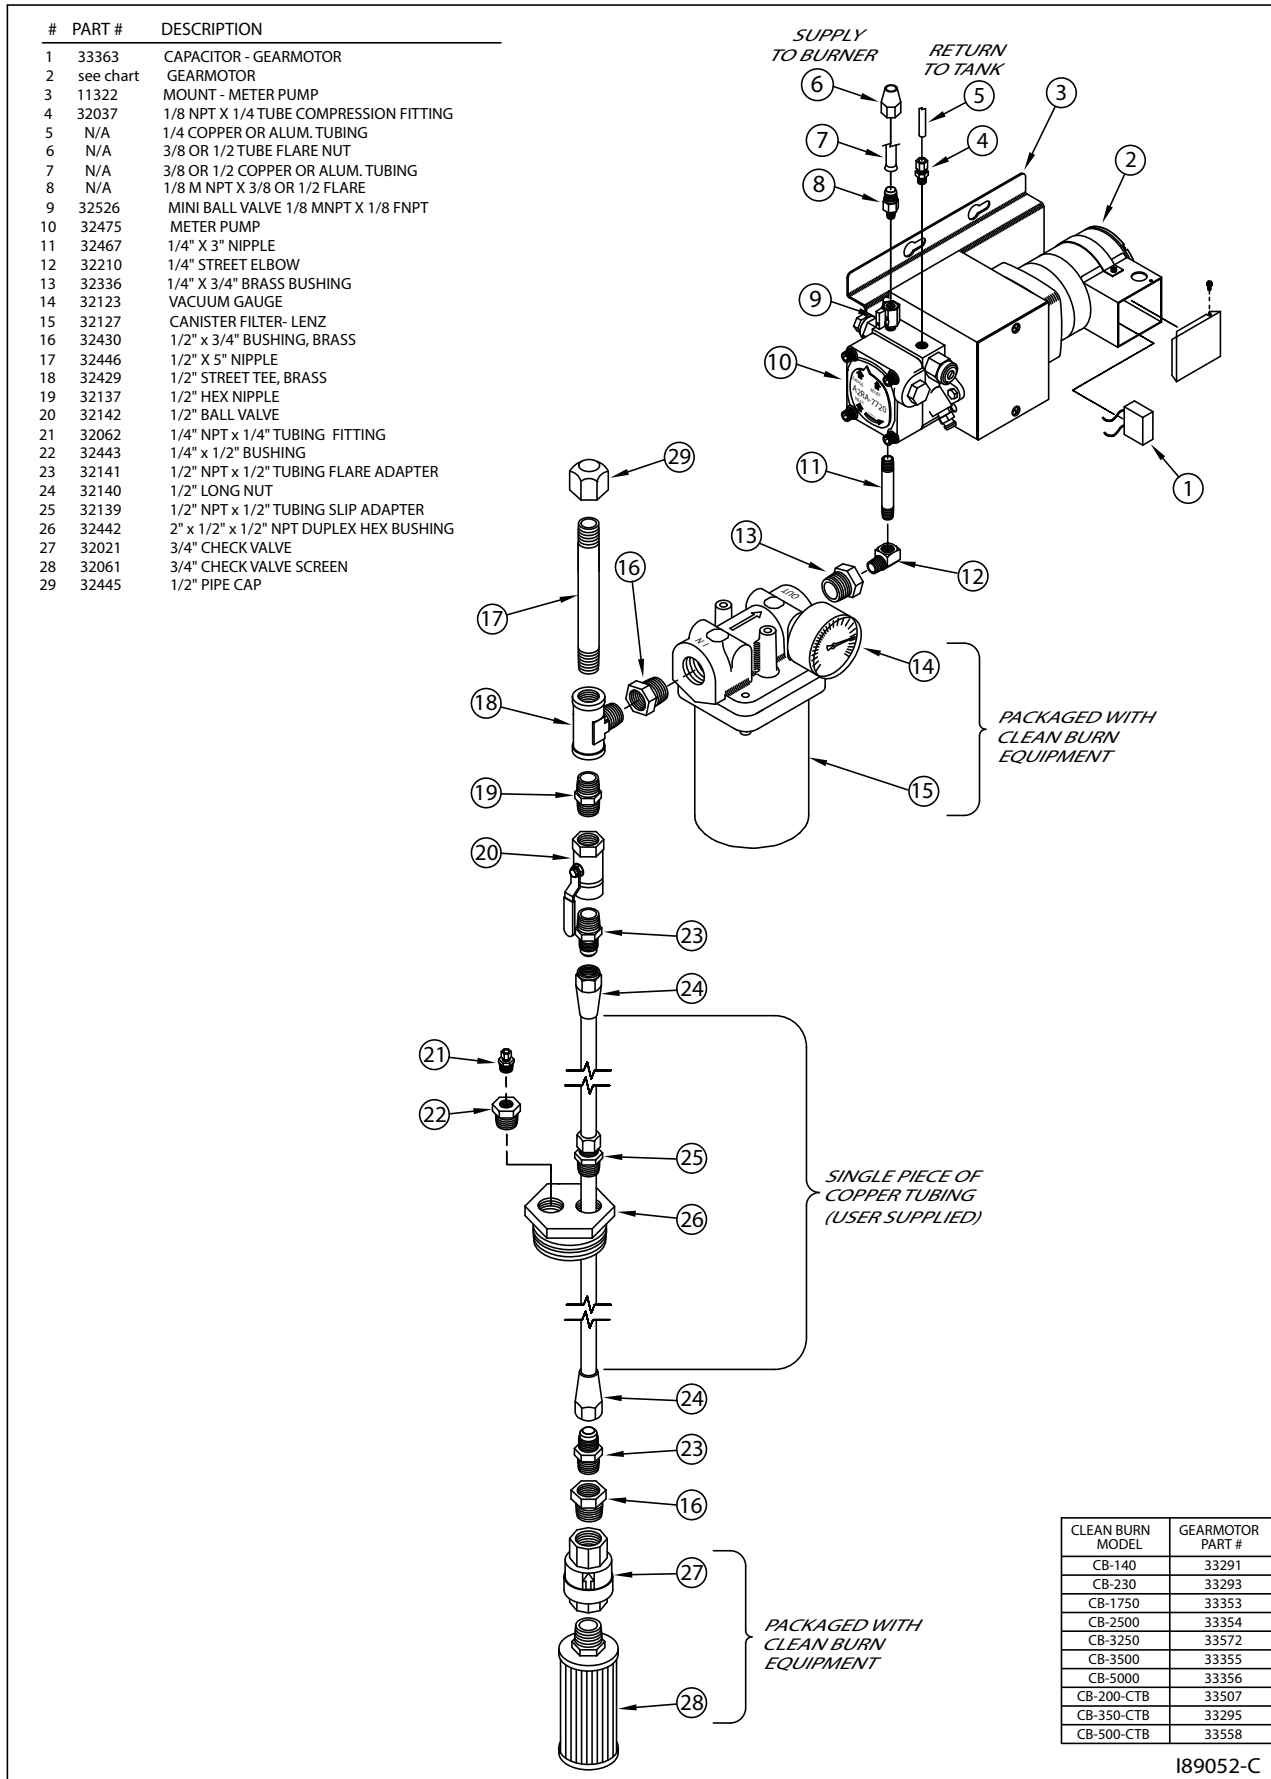 # PART # DESCRIPTION
1 33363 CAPACITOR - GEARMOTOR
2 see chart GEARMOTOR
3 11322 MOUNT - METER PUMP
4 32037 1/8 NPT X 1/4 TUBE COMPRESSION FITTING
5 N/A 1/4 COPPER OR ALUM. TUBING
6 N/A 3/8 OR 1/2 TUBE FLARE NUT
7 N/A 3/8 OR 1/2 COPPER OR ALUM. TUBING
8 N/A 1/8 M NPT X 3/8 OR 1/2 FLARE
9 32526 MINI BALL VALVE 1/8 MNPT X 1/8 FNPT
10 32475 METER PUMP
11 32467 1/4" X 3" NIPPLE
12 32210 1/4" STREET ELBOW
13 32336 1/4" X 3/4" BRASS BUSHING
14 32123 VACUUM GAUGE
15 32127 CANISTER FILTER- LENZ
16 32430 1/2" x 3/4" BUSHING, BRASS
17 32446 1/2" X 5" NIPPLE
18 32429 1/2" STREET TEE, BRASS
19 32137 1/2" HEX NIPPLE
20 32142 1/2" BALL VALVE
21 32062 1/4" NPT x 1/4" TUBING FITTING
22 32443 1/4" x 1/2" BUSHING
23 32141 1/2" NPT x 1/2" TUBING FLARE ADAPTER
24 32140 1/2" LONG NUT
25 32139 1/2" NPT x 1/2" TUBING SLIP ADAPTER
26 32442 2" x 1/2" x 1/2" NPT DUPLEX HEX BUSHING
27 32021 3/4" CHECK VALVE
28 32061 3/4" CHECK VALVE SCREEN
29 32445 1/2" PIPE CAP
SUPPLY
TO BURNER
RETURN
TO TANK
6
5
3
7
4
2
8
9
10
A2RA-7720
29
11
1
13
16
12
OUT
17
IN
14
18
PACKAGED WITH
CLEAN BURN
EQUIPMENT
15
19
20
23
24
21
22
25
SINGLE PIECE OF
COPPER TUBING
(USER SUPPLIED)
26
24
23
16
27
PACKAGED WITH
CLEAN BURN
EQUIPMENT
28
CLEAN BURN MODEL GEARMOTOR PART #
CB-140 33291
CB-230 33293
CB-1750 33353
CB-2500 33354
CB-3250 33572
CB-3500 33355
CB-5000 33356
CB-200-CTB 33507
CB-350-CTB 33295
CB-500-CTB 33558
I89052-C